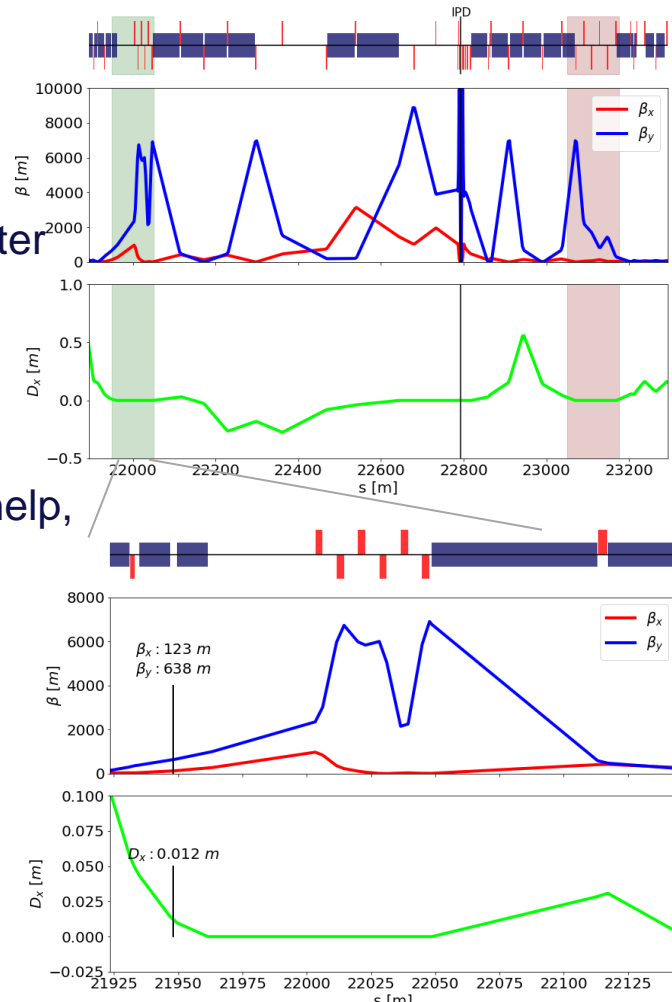 IPD
10000
8000
6000
4000
2000
0
β [m]
βx
βy
ter
1.0
0.5
0.0
−0.5
Dx [m]
22000 22200 22400 22600 22800 23000 23200
s [m]
help,
8000
6000
4000
2000
0
β [m]
βx : 123 m
βy : 638 m
βx
βy
0.100
0.075
0.050
0.025
0.000
−0.025
Dx [m]
Dx : 0.012 m
21925 21950 21975 22000 22025 22050 22075 22100 22125
s [m]